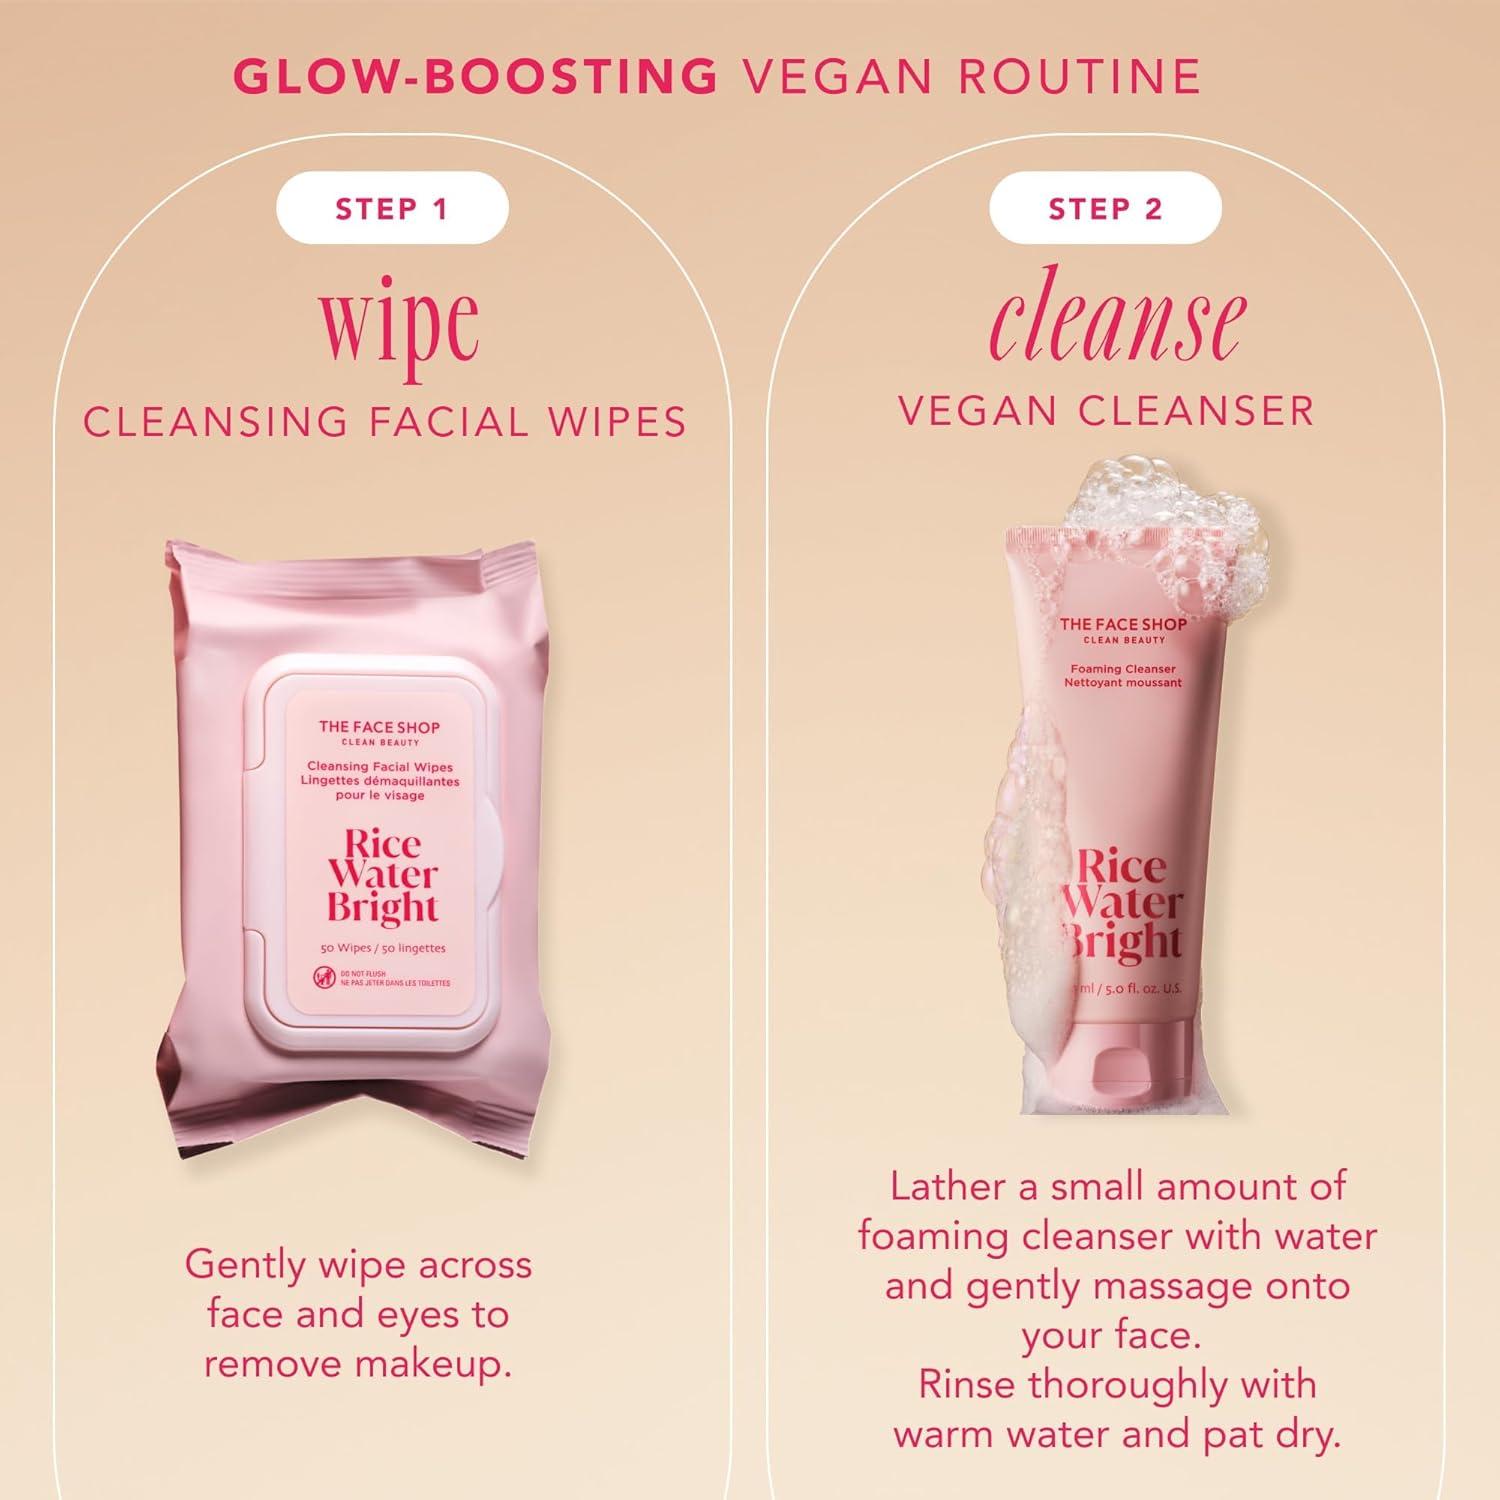 GLOW-BOOSTING VEGAN ROUTINE
STEP 1
wipe
CLEANSING FACIAL WIPES
THE FACE SHOP
CLEAN BEAUTY
Cleansing Facial Wipes
Lingettes démaquillantes
pour le visage
Rice
Water
Bright
50 Wipes / 50 lingettes
DO NOT FLUSH
NE PAS JETER DANS LES TOILETTES
Gently wipe across
face and eyes to
remove makeup.
STEP 2
cleanse
VEGAN CLEANSER
THE FACE SHOP
CLEAN BEAUTY
Foaming Cleanser
Nettoyant moussant
Rice
Water
Bright
ml / 5.0 fl. oz. U.S.
Lather a small amount of
foaming cleanser with water
and gently massage onto
your face.
Rinse thoroughly with
warm water and pat dry.